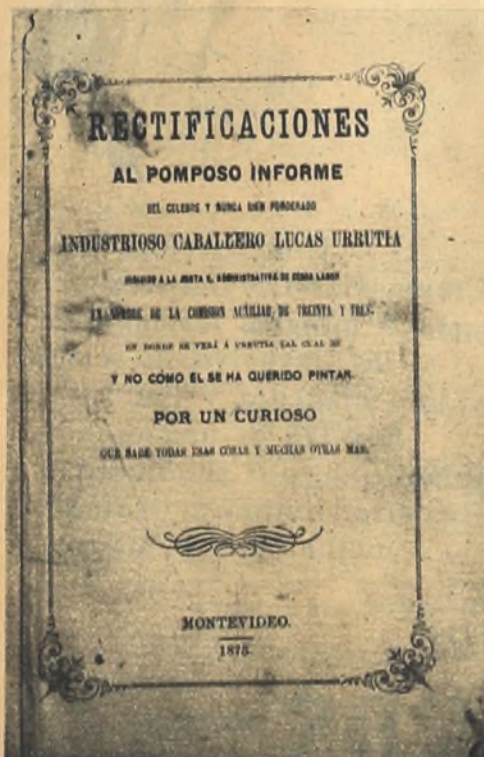 RECTIFICACIONES
AL POMPOSO INFORME
DEL CELEBRE Y NUNCA BIEN PONDERADO
INDUSTRIOSO CABALLERO LUCAS URRUTIA
DIRIGIDO A LA JUNTA E. ADMINISTRATIVA DE CERRO LARGO
EN NOMBRE DE LA COMISION AUXILIAR DE TREINTA Y TRES.
EN DONDE SE VERÁ Á URRUTIA TAL CUAL ES
Y NO CÓMO EL SE HA QUERIDO PINTAR.
POR UN CURIOSO
QUE SABE TODAS ESAS COSAS Y MUCHAS OTRAS MAS.
MONTEVIDEO.